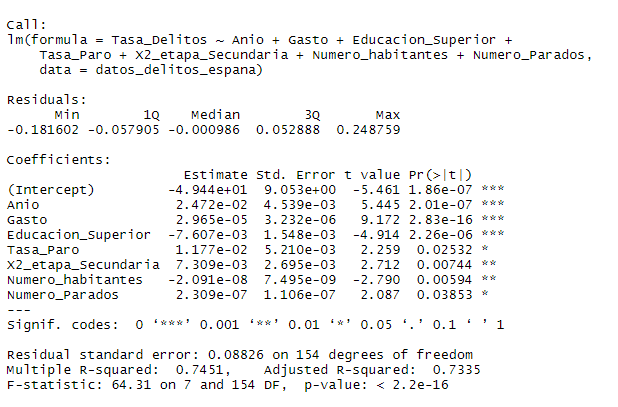 Call:
lm(formula = Tasa_Delitos ~ Anio + Gasto + Educacion_Superior +
    Tasa_Paro + X2_etapa_Secundaria + Numero_habitantes + Numero_Parados,
    data = datos_delitos_espana)
Residuals:
      Min        1Q    Median        3Q       Max
-0.181602 -0.057905 -0.000986  0.052888  0.248759
Coefficients:
                      Estimate Std. Error t value Pr(>|t|)
(Intercept)         -4.944e+01  9.053e+00  -5.461 1.86e-07 ***
Anio                 2.472e-02  4.539e-03   5.445 2.01e-07 ***
Gasto                2.965e-05  3.232e-06   9.172 2.83e-16 ***
Educacion_Superior  -7.607e-03  1.548e-03  -4.914 2.26e-06 ***
Tasa_Paro            1.177e-02  5.210e-03   2.259  0.02532 *
X2_etapa_Secundaria  7.309e-03  2.695e-03   2.712  0.00744 **
Numero_habitantes   -2.091e-08  7.495e-09  -2.790  0.00594 **
Numero_Parados       2.309e-07  1.106e-07   2.087  0.03853 *
---
Signif. codes:  0 ‘***’ 0.001 ‘**’ 0.01 ‘*’ 0.05 ‘.’ 0.1 ‘ ’ 1
Residual standard error: 0.08826 on 154 degrees of freedom
Multiple R-squared:  0.7451,    Adjusted R-squared:  0.7335
F-statistic: 64.31 on 7 and 154 DF,  p-value: < 2.2e-16